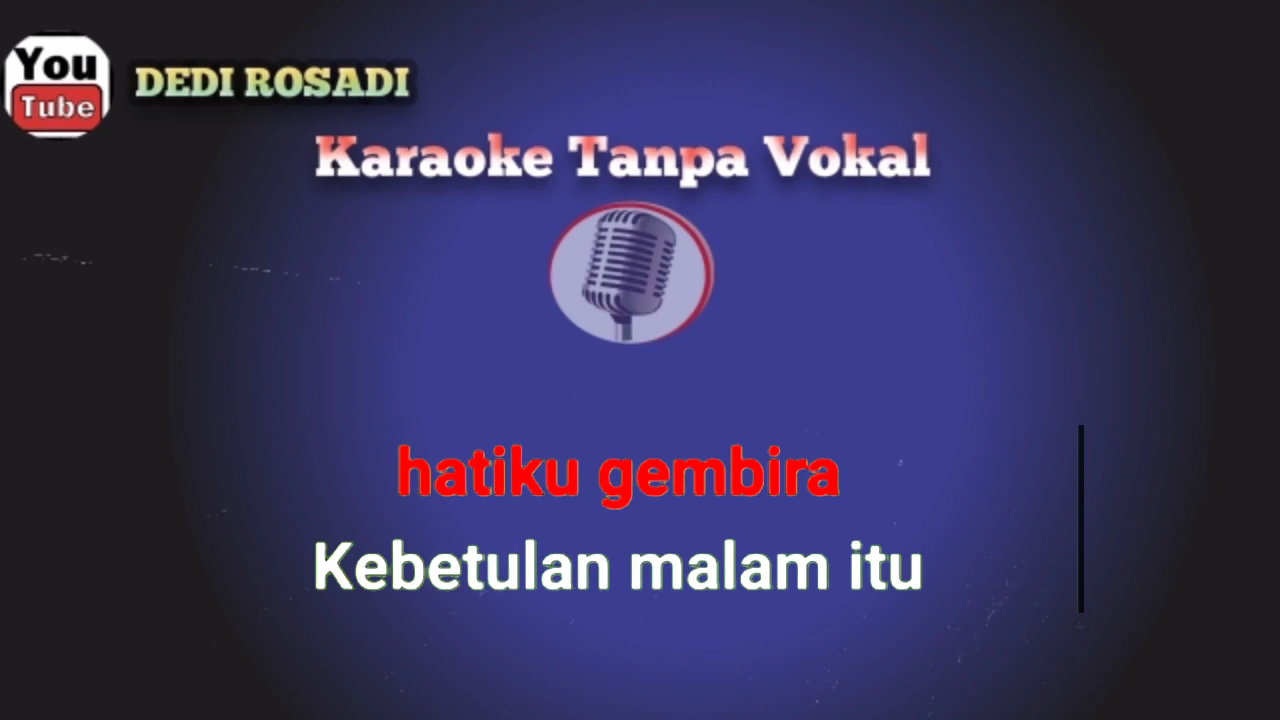 You
Tube
DEDI ROSADI
Karaoke Tanpa Vokal
hatiku gembira
Kebetulan malam itu